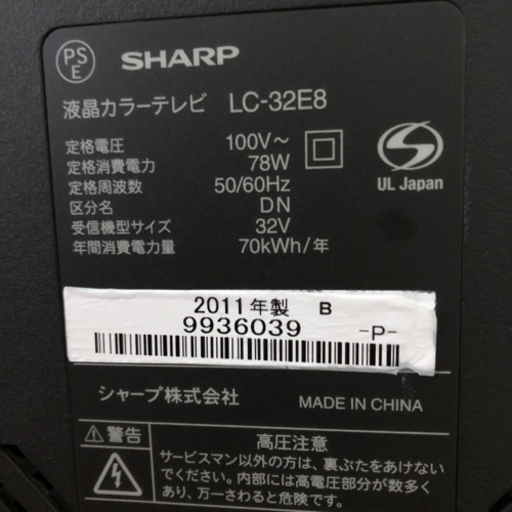 PS
E
SHARP
液晶カラーテレビ LC-32E8
定格電圧 100V～
定格消費電力 78W
定格周波数 50/60Hz
区分名 DN
受信機型サイズ 32V
年間消費電力量 70kWh/年
UL Japan
2011年製 B
9936039 -P-
シャープ株式会社 MADE IN CHINA
警告 高圧注意
サービスマン以外の方は、裏ぶたをあけない
でください。内部には高電圧部分が数多く
あり、万一さわると危険です。